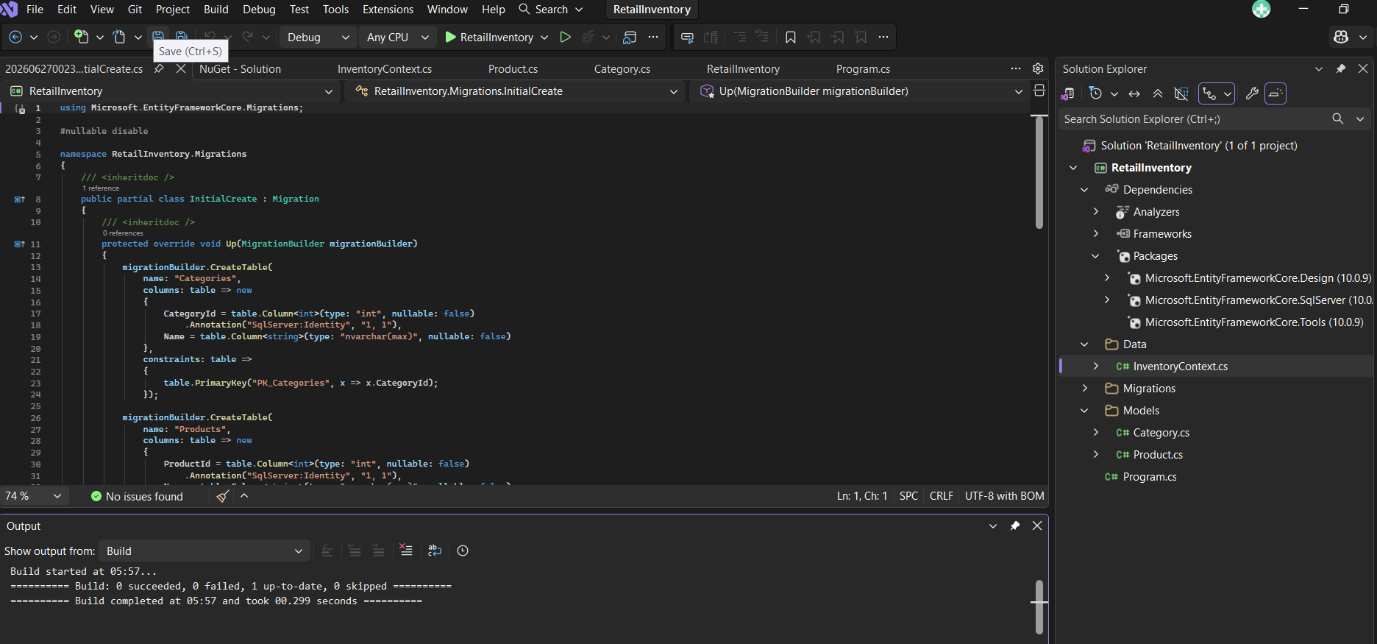 File Edit View Git Project Build Debug Test Tools Extensions Window Help Search RetailInventory
Debug Any CPU RetailInventory
Save (Ctrl+S)
202606270023...tialCreate.cs NuGet - Solution InventoryContext.cs Product.cs Category.cs RetailInventory Program.cs
RetailInventory RetailInventory.Migrations.InitialCreate Up(MigrationBuilder migrationBuilder)
1 using Microsoft.EntityFrameworkCore.Migrations;
2
3 #nullable disable
4
5 namespace RetailInventory.Migrations
6 {
7 /// <inheritdoc />
1 reference
8 public partial class InitialCreate : Migration
9 {
10 /// <inheritdoc />
0 references
11 protected override void Up(MigrationBuilder migrationBuilder)
12 {
13 migrationBuilder.CreateTable(
14 name: "Categories",
15 columns: table => new
16 {
17 CategoryId = table.Column<int>(type: "int", nullable: false)
18 .Annotation("SqlServer:Identity", "1, 1"),
19 Name = table.Column<string>(type: "nvarchar(max)", nullable: false)
20 },
21 constraints: table =>
22 {
23 table.PrimaryKey("PK_Categories", x => x.CategoryId);
24 });
25
26 migrationBuilder.CreateTable(
27 name: "Products",
28 columns: table => new
29 {
30 ProductId = table.Column<int>(type: "int", nullable: false)
31 .Annotation("SqlServer:Identity", "1, 1"),
74 % No issues found Ln: 1, Ch: 1 SPC CRLF UTF-8 with BOM
Output
Show output from: Build
Build started at 05:57...
========== Build: 0 succeeded, 0 failed, 1 up-to-date, 0 skipped ==========
========== Build completed at 05:57 and took 00.299 seconds ==========
Solution Explorer
Search Solution Explorer (Ctrl+;)
Solution 'RetailInventory' (1 of 1 project)
RetailInventory
Dependencies
Analyzers
Frameworks
Packages
Microsoft.EntityFrameworkCore.Design (10.0.9)
Microsoft.EntityFrameworkCore.SqlServer (10.0.
Microsoft.EntityFrameworkCore.Tools (10.0.9)
Data
C# InventoryContext.cs
Migrations
Models
C# Category.cs
C# Product.cs
C# Program.cs